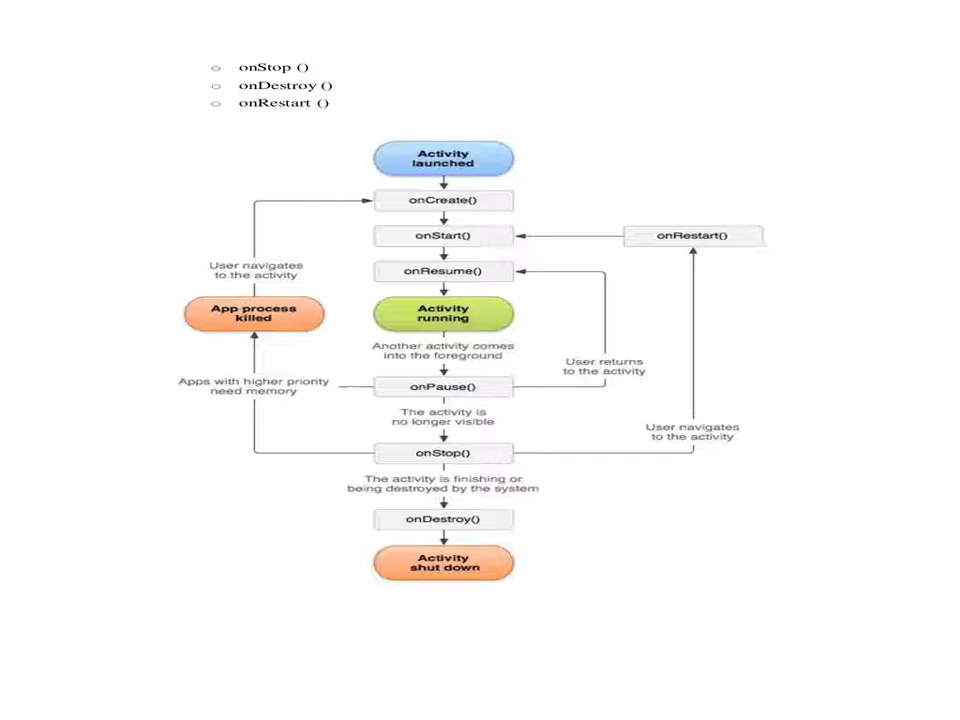 ○ onStop ()
○ onDestroy ()
○ onRestart ()
Activity
launched
onCreate()
onStart()
onRestart()
onResume()
User navigates
to the activity
App process
killed
Activity
running
Another activity comes
into the foreground
User returns
to the activity
Apps with higher priority
need memory
onPause()
The activity is
no longer visible
User navigates
to the activity
onStop()
The activity is finishing or
being destroyed by the system
onDestroy()
Activity
shut down